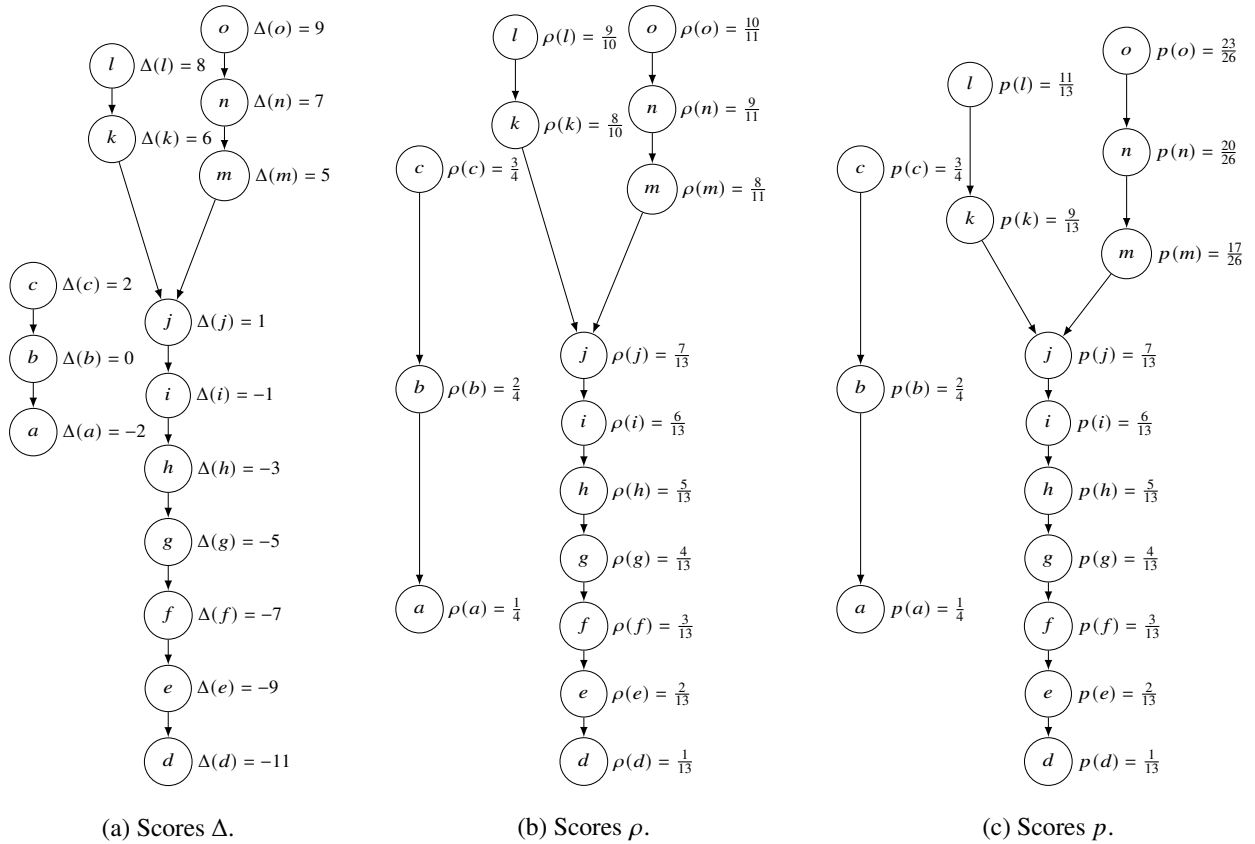 o Δ(o) = 9
l Δ(l) = 8
n Δ(n) = 7
k Δ(k) = 6
m Δ(m) = 5
c Δ(c) = 2
j Δ(j) = 1
b Δ(b) = 0
i Δ(i) = −1
a Δ(a) = −2
h Δ(h) = −3
g Δ(g) = −5
f Δ(f) = −7
e Δ(e) = −9
d Δ(d) = −11
(a) Scores Δ.
o ρ(o) = 10/11
l ρ(l) = 9/10
n ρ(n) = 9/11
k ρ(k) = 8/10
c ρ(c) = 3/4
m ρ(m) = 8/11
j ρ(j) = 7/13
b ρ(b) = 2/4
i ρ(i) = 6/13
h ρ(h) = 5/13
g ρ(g) = 4/13
a ρ(a) = 1/4
f ρ(f) = 3/13
e ρ(e) = 2/13
d ρ(d) = 1/13
(b) Scores ρ.
o p(o) = 23/26
l p(l) = 11/13
n p(n) = 20/26
c p(c) = 3/4
k p(k) = 9/13
m p(m) = 17/26
j p(j) = 7/13
b p(b) = 2/4
i p(i) = 6/13
h p(h) = 5/13
g p(g) = 4/13
a p(a) = 1/4
f p(f) = 3/13
e p(e) = 2/13
d p(d) = 1/13
(c) Scores p.